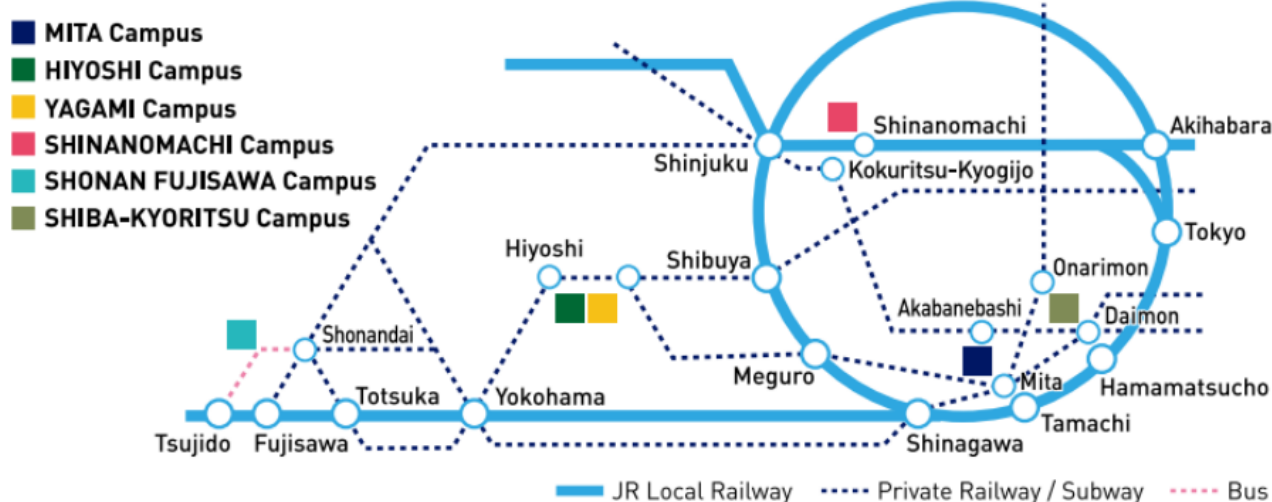 MITA Campus
HIYOSHI Campus
YAGAMI Campus
SHINANOMACHI Campus
SHONAN FUJISAWA Campus
SHIBA-KYORITSU Campus
Shinanomachi
Akihabara
Shinjuku
Kokuritsu-Kyogijo
Tokyo
Hiyoshi
Shibuya
Onarimon
Akabanebashi
Daimon
Shonandai
Meguro
Mita
Hamamatsucho
Totsuka
Yokohama
Tamachi
Tsujido
Fujisawa
Shinagawa
JR Local Railway
Private Railway / Subway
Bus